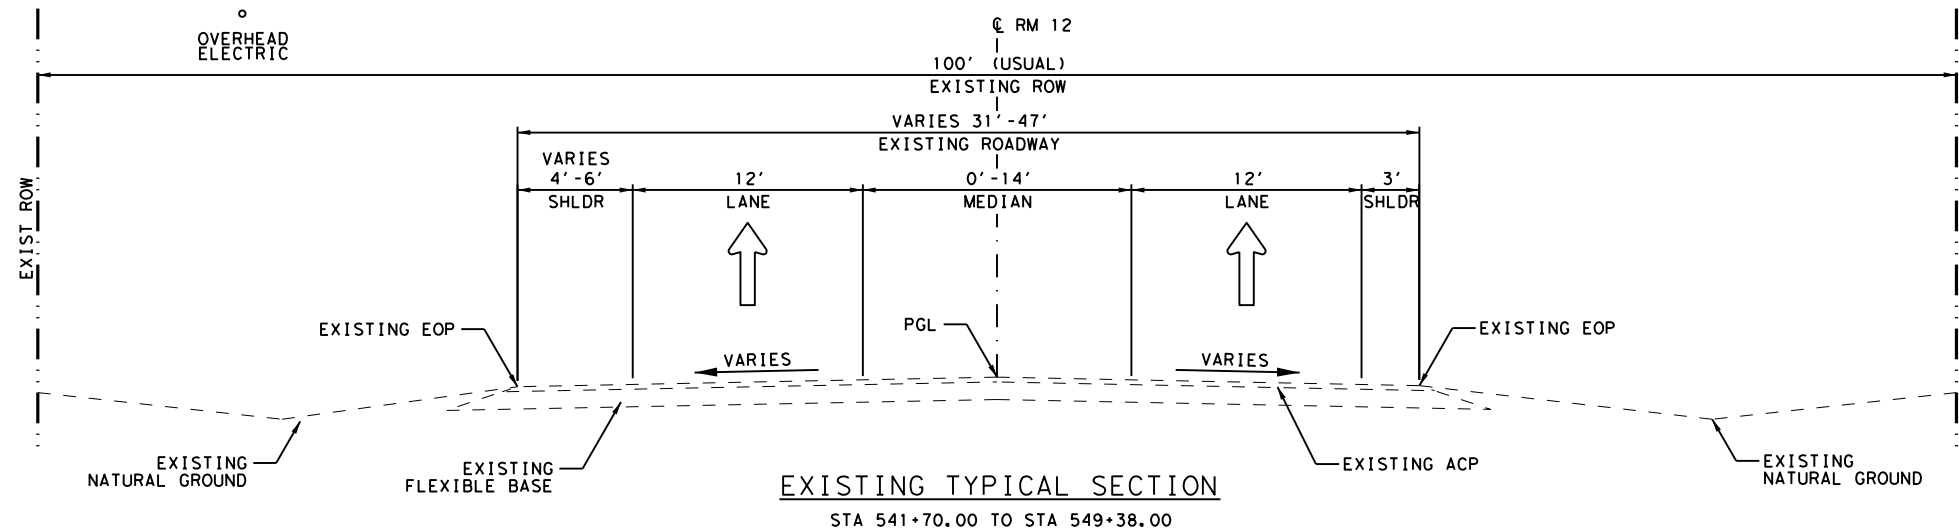 OVERHEAD
ELECTRIC
℄ RM 12
100' (USUAL)
EXISTING ROW
VARIES 31'-47'
EXISTING ROADWAY
VARIES
4'-6'
SHLDR
12'
LANE
0'-14'
MEDIAN
12'
LANE
3'
SHLDR
EXIST ROW
EXISTING EOP
PGL
EXISTING EOP
VARIES
VARIES
EXISTING
NATURAL GROUND
EXISTING
FLEXIBLE BASE
EXISTING ACP
EXISTING
NATURAL GROUND
EXISTING TYPICAL SECTION
STA 541+70.00 TO STA 549+38.00